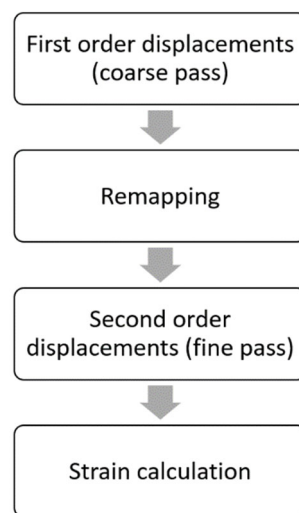 First order displacements
(coarse pass)
Remapping
Second order
displacements (fine pass)
Strain calculation